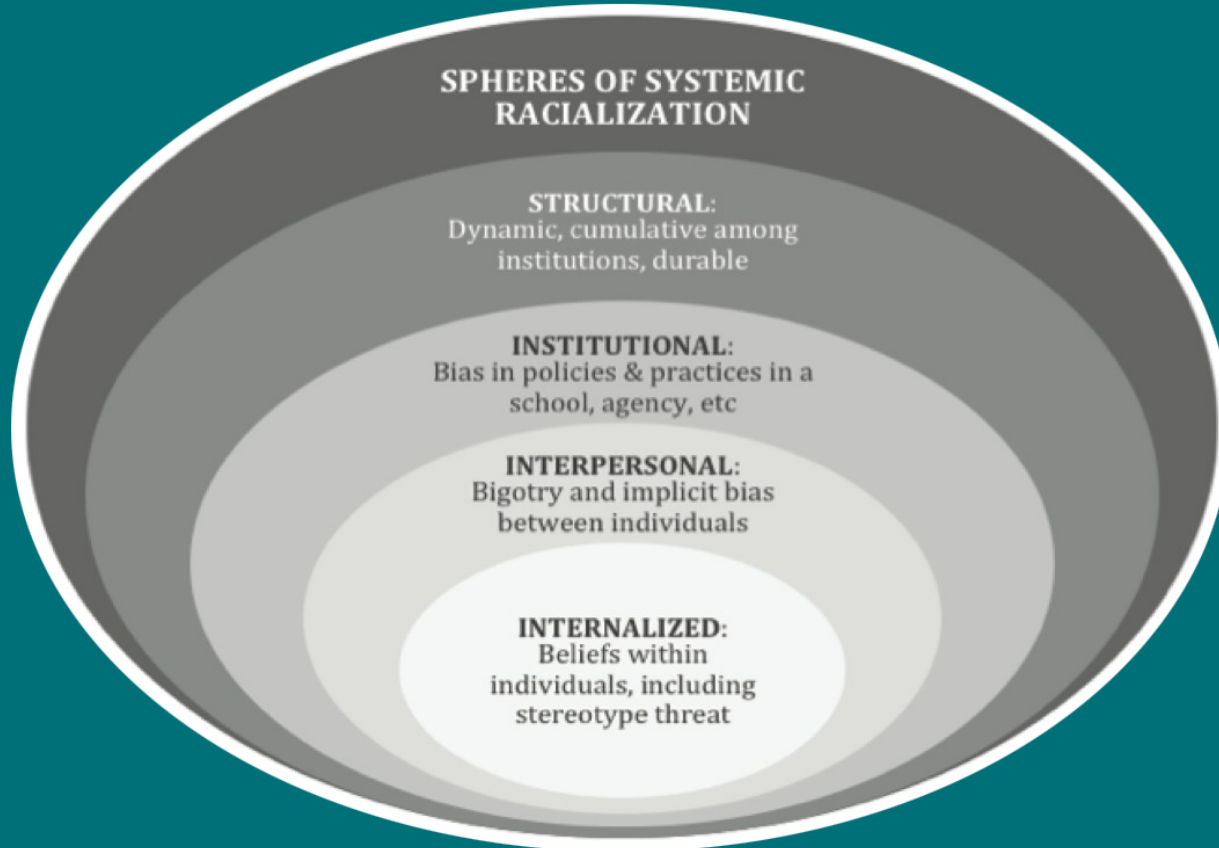 SPHERES OF SYSTEMIC
RACIALIZATION
STRUCTURAL:
Dynamic, cumulative among
institutions, durable
INSTITUTIONAL:
Bias in policies & practices in a
school, agency, etc
INTERPERSONAL:
Bigotry and implicit bias
between individuals
INTERNALIZED:
Beliefs within
individuals, including
stereotype threat